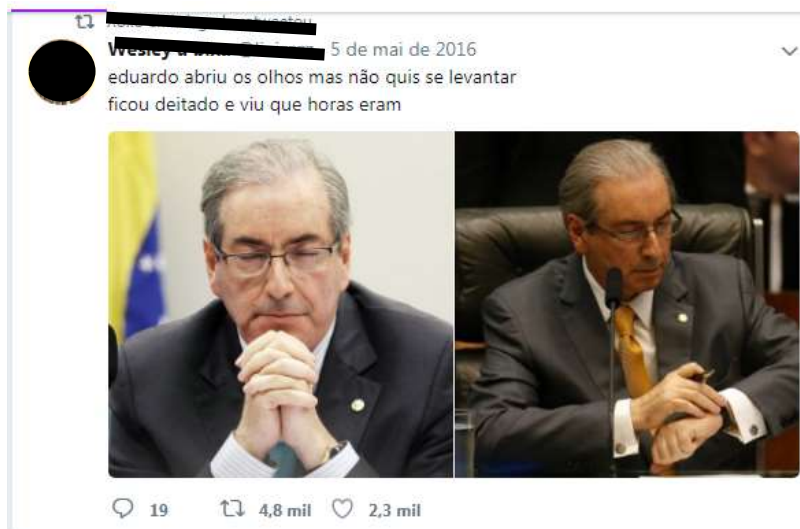 5 de mai de 2016
eduardo abriu os olhos mas não quis se levantar
ficou deitado e viu que horas eram
19 4,8 mil 2,3 mil